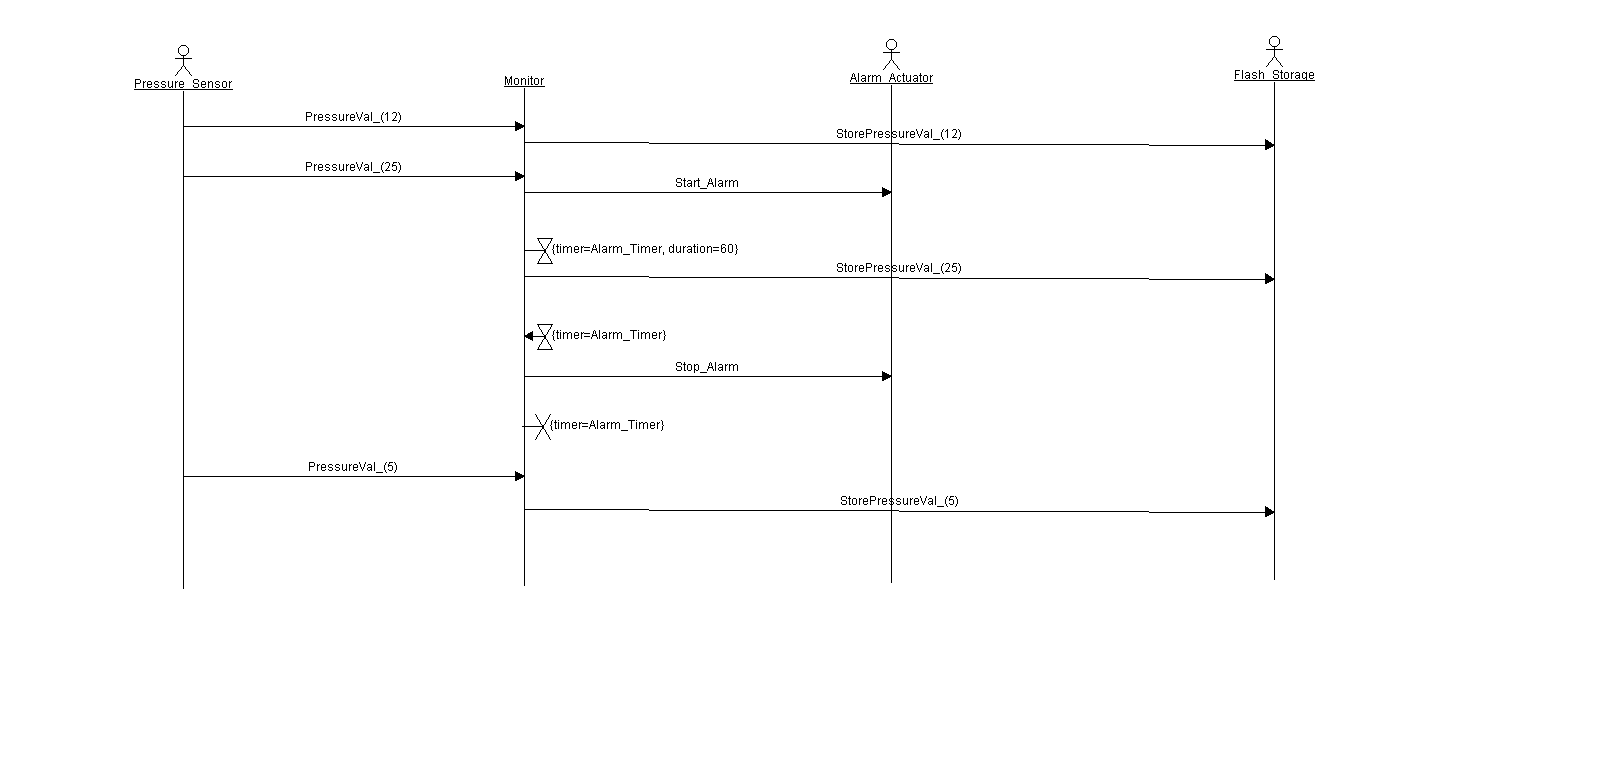 Pressure_Sensor
Monitor
Alarm_Actuator
Flash_Storage
PressureVal_(12)
StorePressureVal_(12)
PressureVal_(25)
Start_Alarm
{timer=Alarm_Timer, duration=60}
StorePressureVal_(25)
{timer=Alarm_Timer}
Stop_Alarm
{timer=Alarm_Timer}
PressureVal_(5)
StorePressureVal_(5)